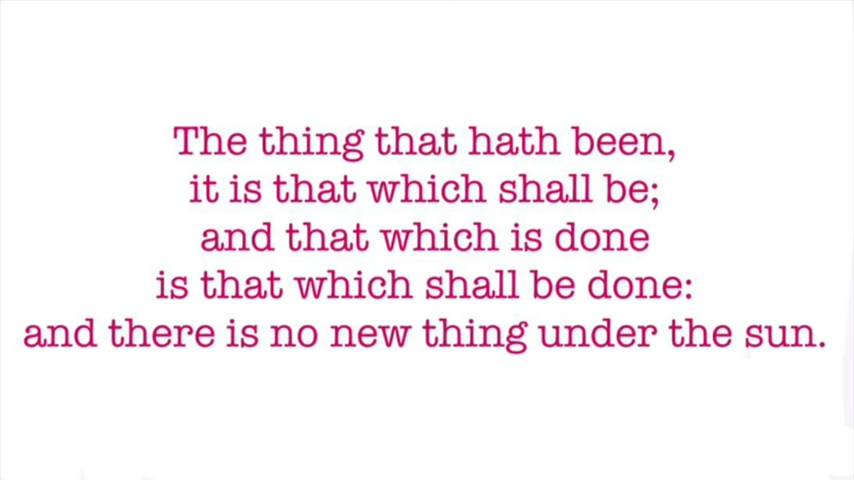 The thing that hath been,
it is that which shall be;
and that which is done
is that which shall be done:
and there is no new thing under the sun.